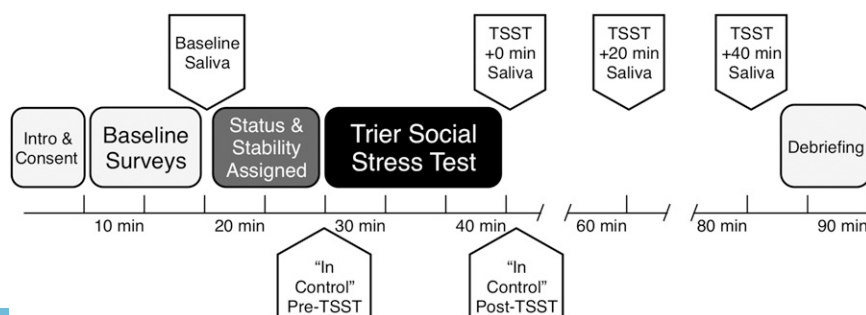 Baseline
Saliva
TSST
+0 min
Saliva
TSST
+20 min
Saliva
TSST
+40 min
Saliva
Intro &
Consent
Baseline
Surveys
Status &
Stability
Assigned
Trier Social
Stress Test
Debriefing
10 min
20 min
30 min
40 min
60 min
80 min
90 min
“In
Control”
Pre-TSST
“In
Control”
Post-TSST